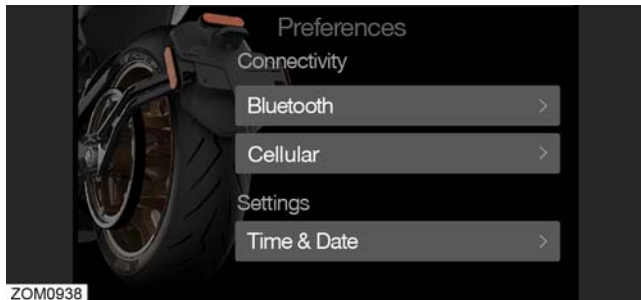 Preferences
Connectivity
Bluetooth
Cellular
Settings
Time & Date
ZOM0938